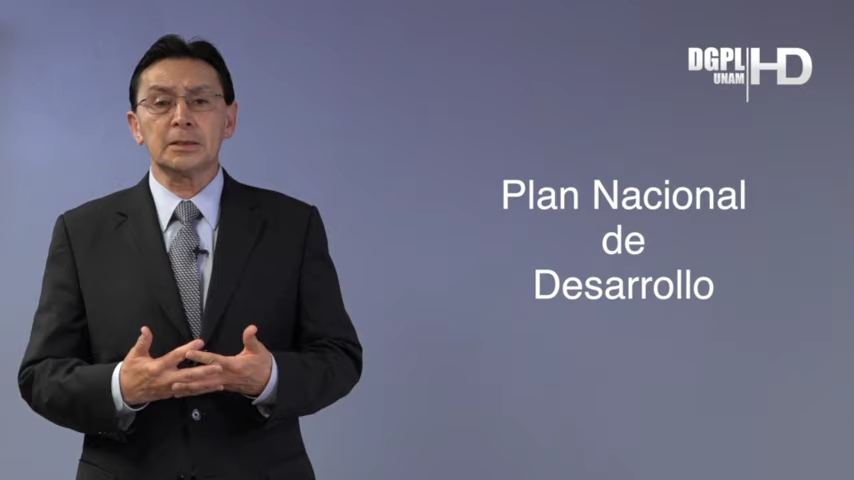 DGPL
UNAM
HD
Plan Nacional
de
Desarrollo